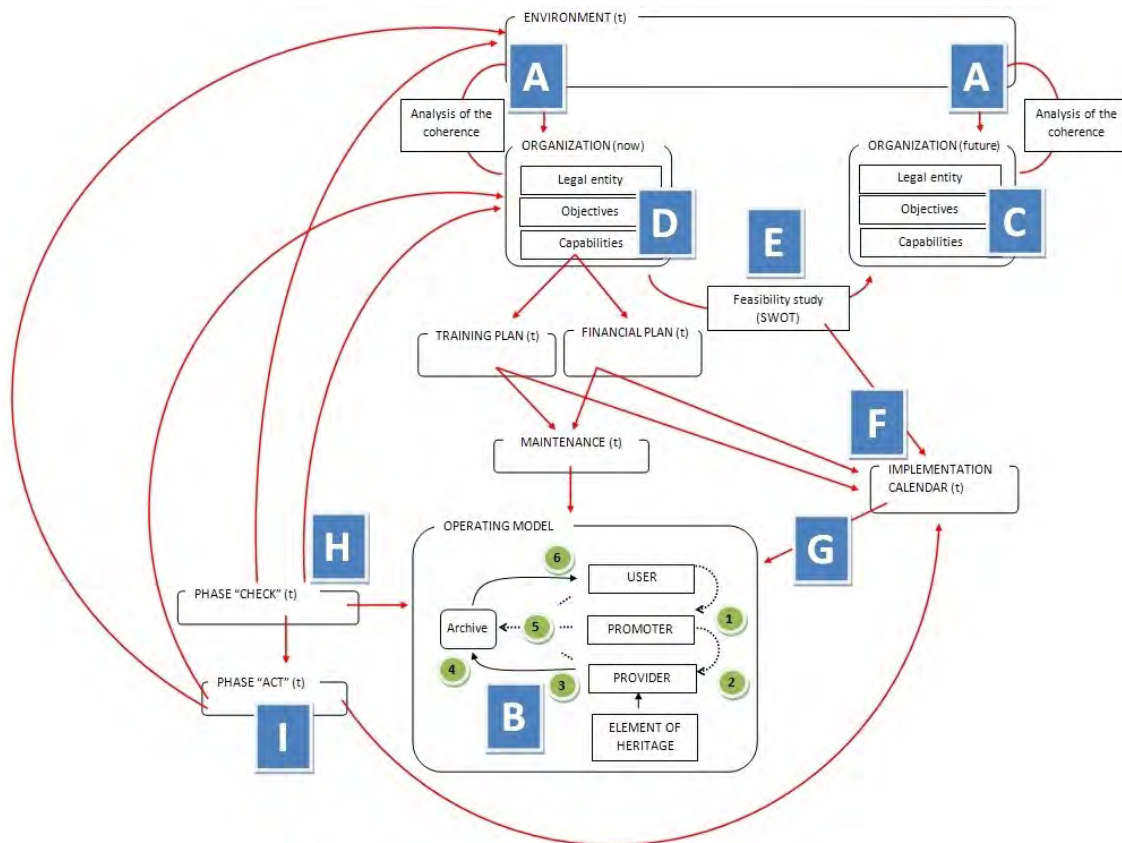 ENVIRONMENT (t)
A
A
Analysis of the
coherence
Analysis of the
coherence
ORGANIZATION (now)
Legal entity
Objectives
Capabilities
D
ORGANIZATION (future)
Legal entity
Objectives
Capabilities
C
E
Feasibility study
(SWOT)
TRAINING PLAN (t)
FINANCIAL PLAN (t)
F
MAINTENANCE (t)
IMPLEMENTATION
CALENDAR (t)
G
H
OPERATING MODEL
6
USER
1
Archive
5
PROMOTER
4
3
PROVIDER
2
B
ELEMENT OF
HERITAGE
PHASE “CHECK” (t)
PHASE “ACT” (t)
I